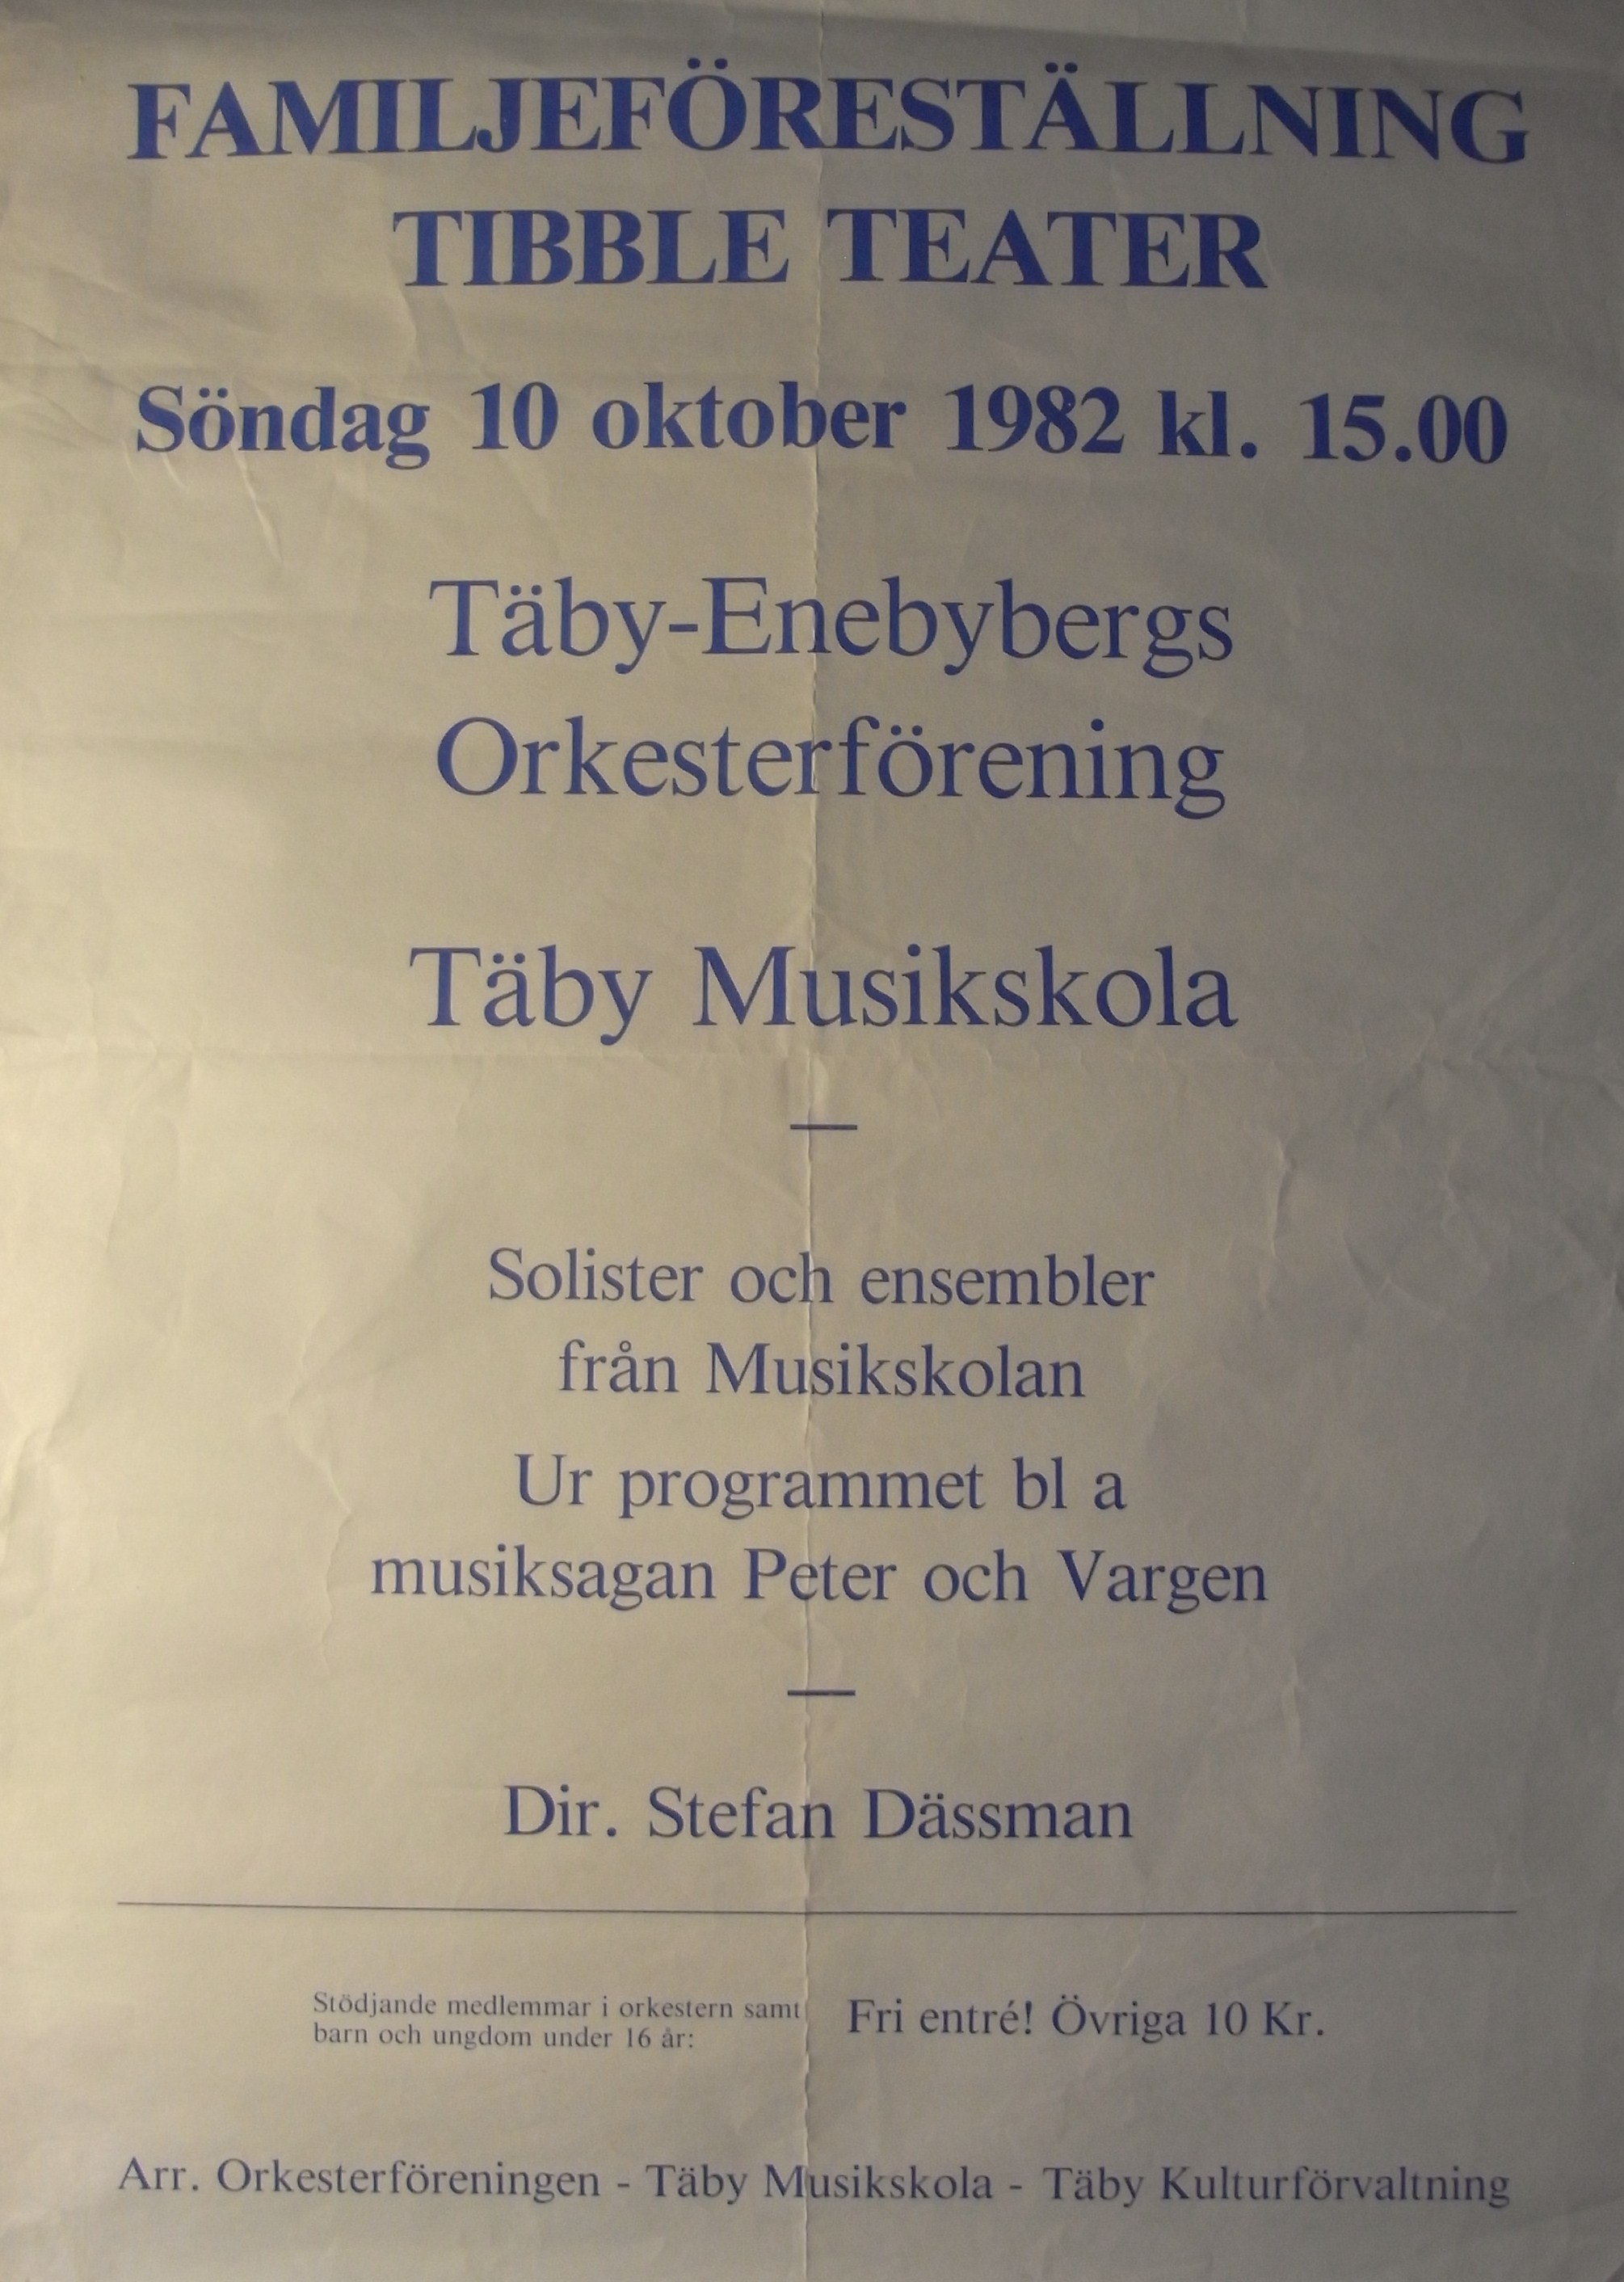 FAMILJEFÖRESTÄLLNING
TIBBLE TEATER
Söndag 10 oktober 1982 kl. 15.00
Täby-Enebybergs
Orkesterförening
Täby Musikskola
—
Solister och ensembler
från Musikskolan
Ur programmet bl a
musiksagan Peter och Vargen
—
Dir. Stefan Dässman
Stödjande medlemmar i orkestern samt
barn och ungdom under 16 år:
Fri entré! Övriga 10 Kr.
Arr. Orkesterföreningen - Täby Musikskola - Täby Kulturförvaltning